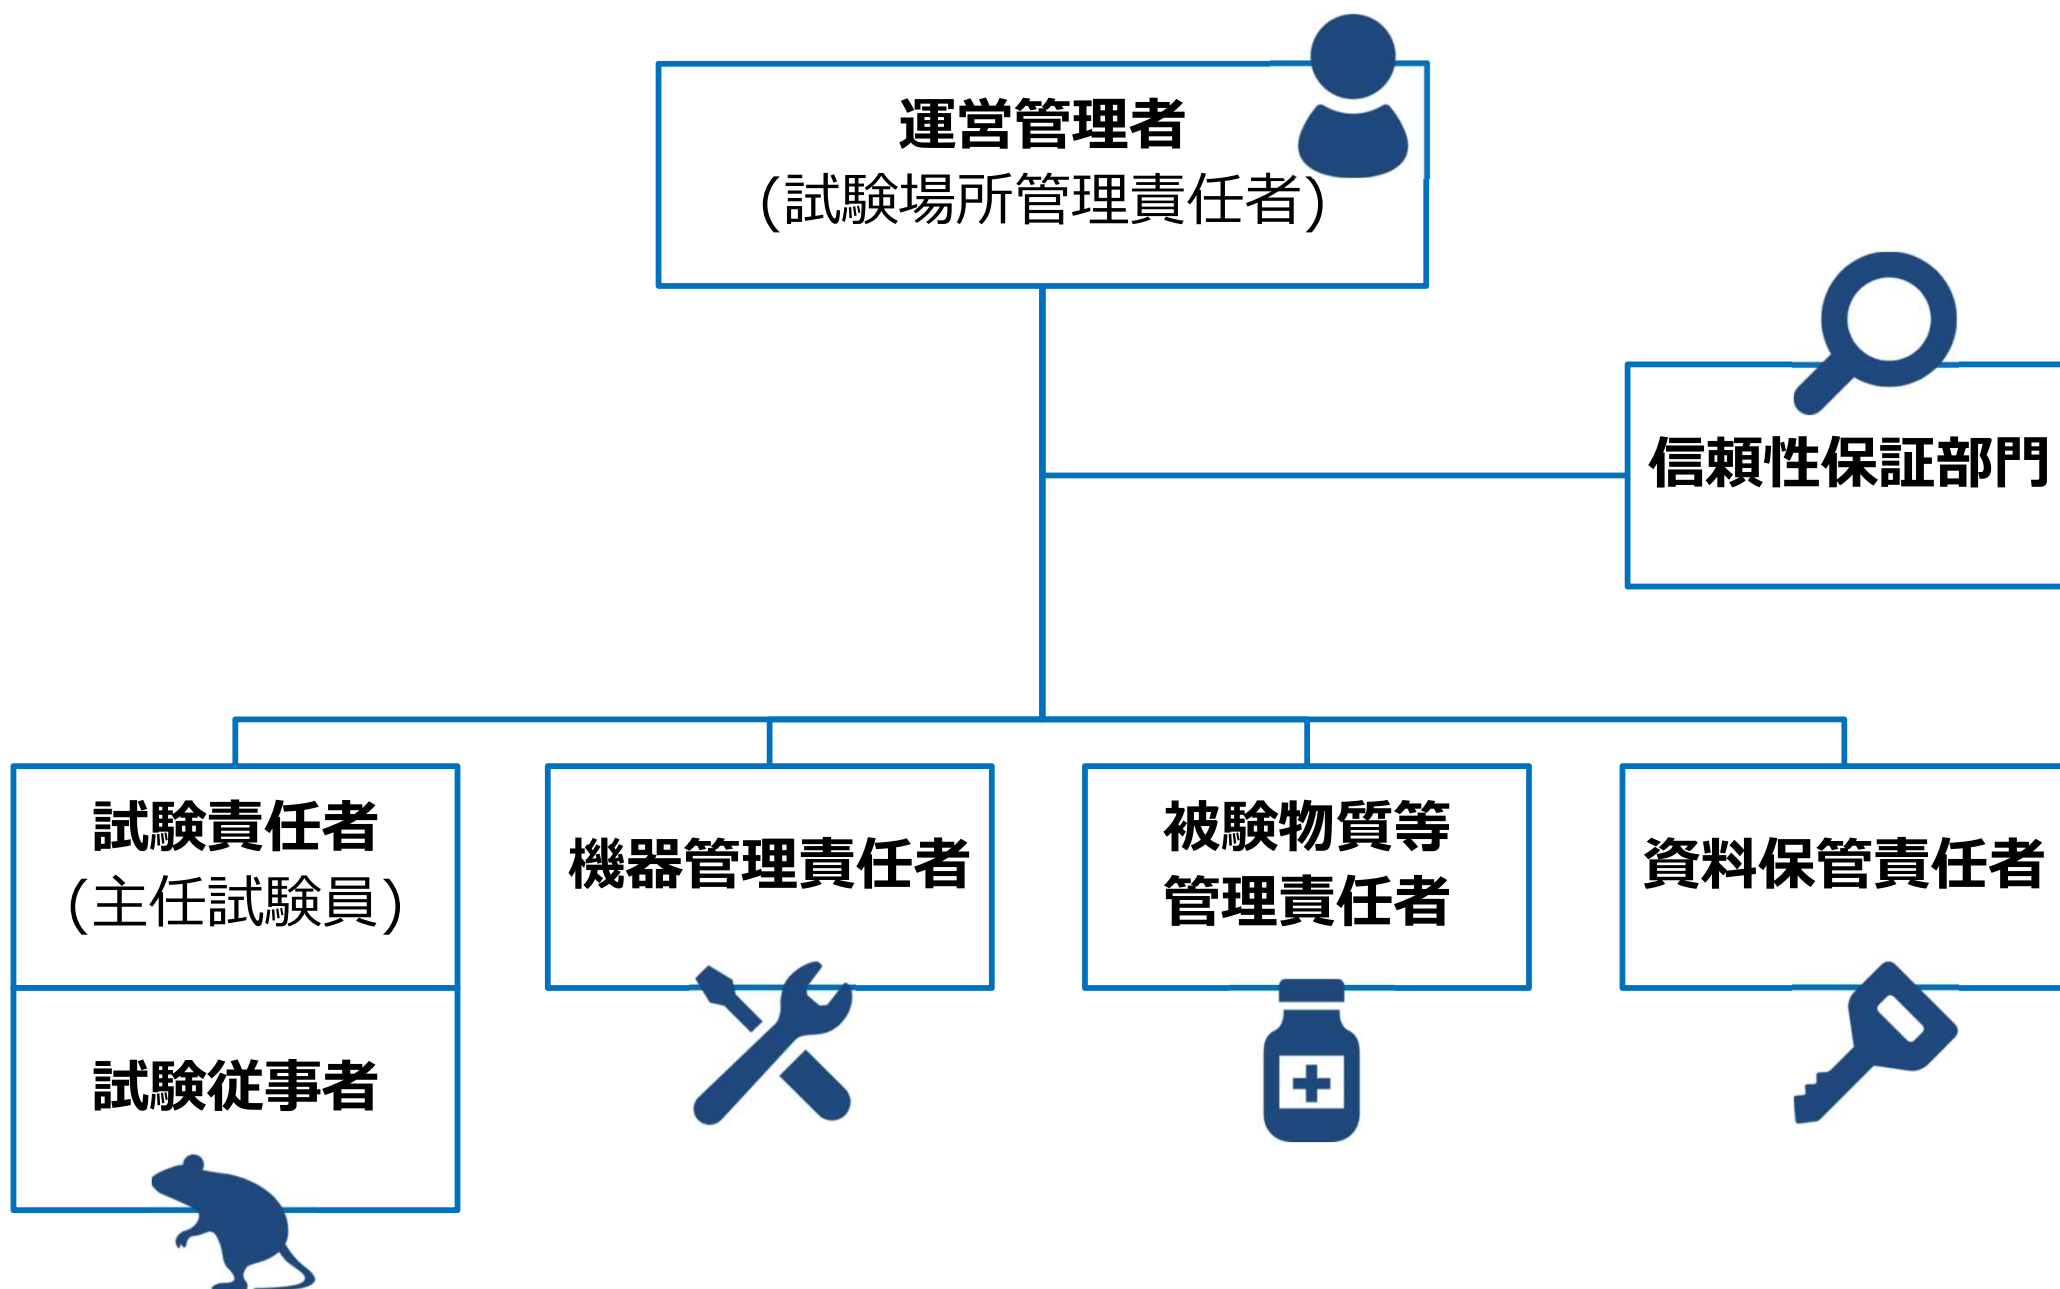 運営管理者
(試験場所管理責任者)
信頼性保証部門
試験責任者
(主任試験員)
機器管理責任者
被験物質等
管理責任者
資料保管責任者
試験従事者